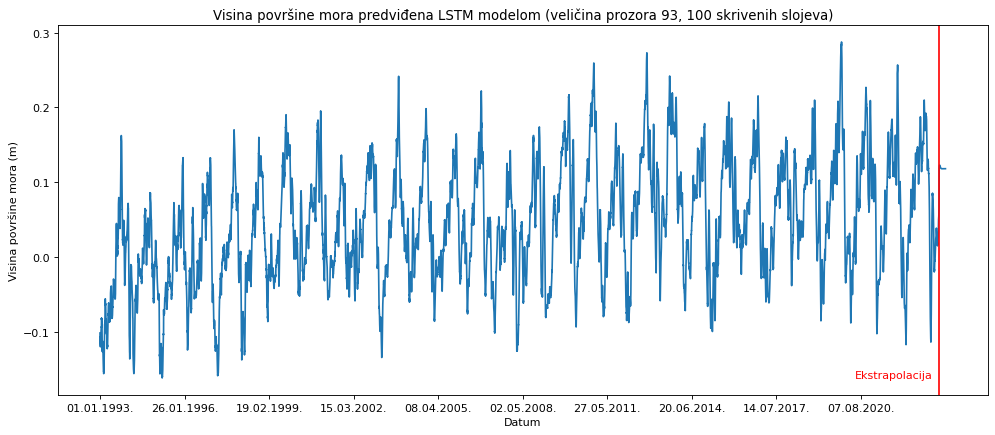 Visina površine mora predviđena LSTM modelom (veličina prozora 93, 100 skrivenih slojeva)
Visina površine mora (m)
0.3
0.2
0.1
0.0
−0.1
Ekstrapolacija
01.01.1993. 26.01.1996. 19.02.1999. 15.03.2002. 08.04.2005. 02.05.2008. 27.05.2011. 20.06.2014. 14.07.2017. 07.08.2020.
Datum